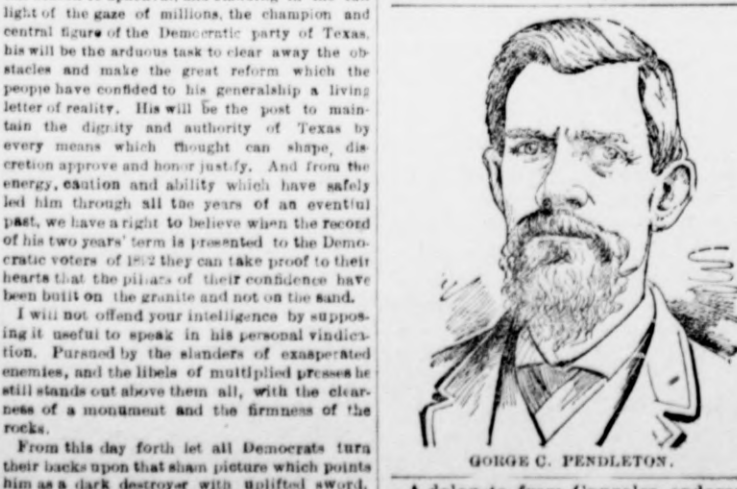 light of the gaze of millions, the champion and
central figure of the Democratic party of Texas,
his will be the arduous task to clear away the ob-
stacles and make the great reform which the
people have confided to his generalship a living
letter of reality. His will be the post to main-
tain the dignity and authority of Texas by
every means which thought can shape, dis-
cretion approve and honor justify. And from the
energy, caution and ability which have safely
led him through all the years of an eventful
past, we have a right to believe when the record
of his two years' term is presented to the Demo-
cratic voters of 1892 they can take proof to their
hearts that the pillars of their confidence have
been built on the granite and not on the sand.
I will not offend your intelligence by suppos-
ing it useful to speak in his personal vindica-
tion. Pursued by the slanders of exasperated
enemies, and the libels of multiplied presses he
still stands out above them all, with the clear-
ness of a monument and the firmness of the
rocks.
From this day forth let all Democrats turn
their backs upon that sham picture which points
him as a dark destroyer with uplifted sword,
GORGE C. PENDLETON.